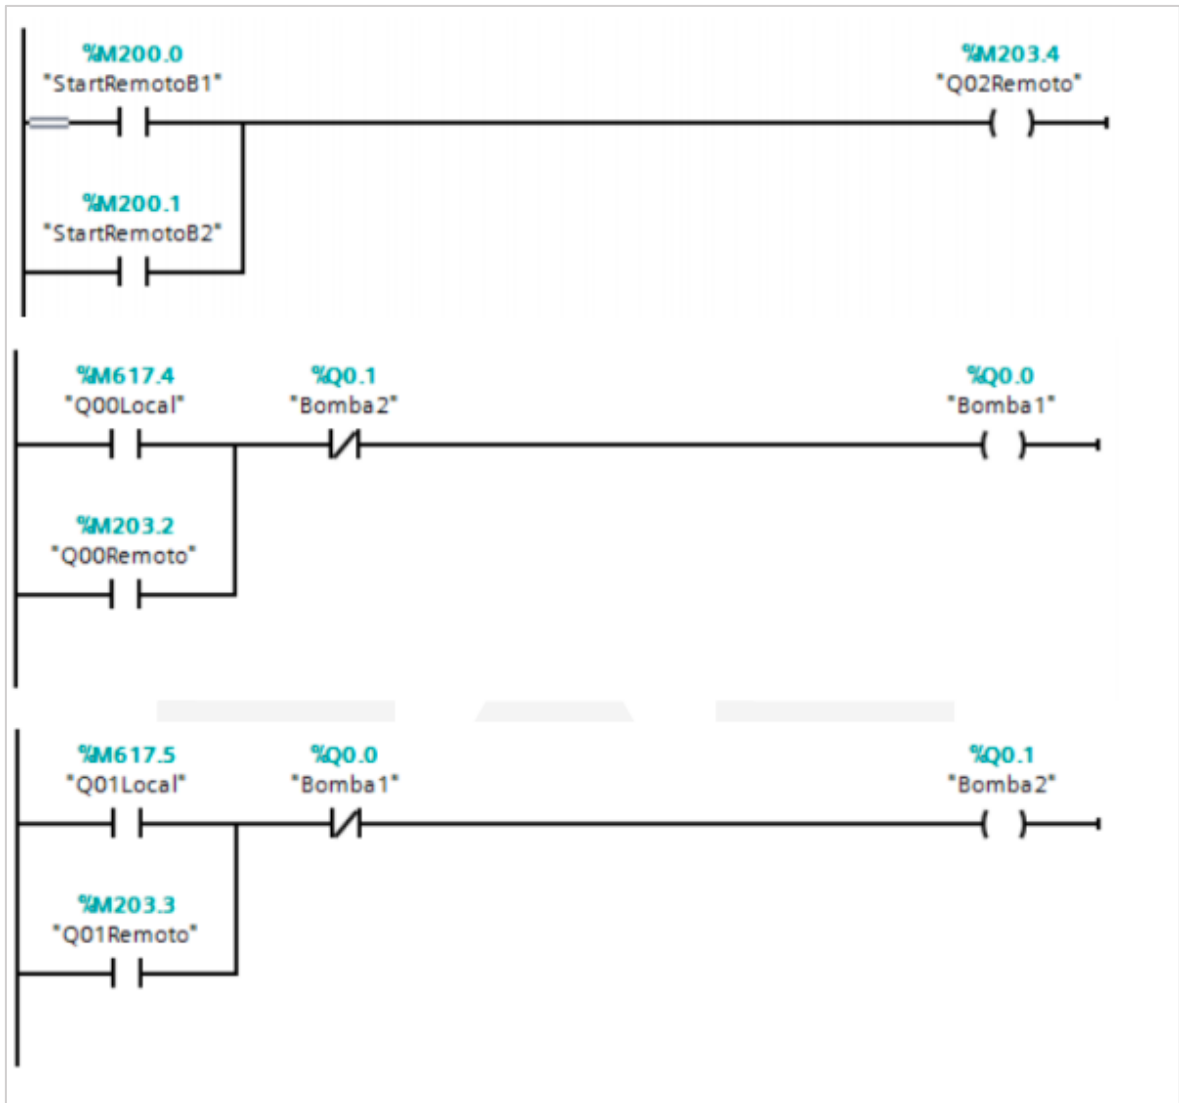 %M200.0
"StartRemotoB1"
%M203.4
"Q02Remoto"
%M200.1
"StartRemotoB2"
%M617.4
"Q00Local"
%Q0.1
"Bomba2"
%Q0.0
"Bomba1"
%M203.2
"Q00Remoto"
%M617.5
"Q01Local"
%Q0.0
"Bomba1"
%Q0.1
"Bomba2"
%M203.3
"Q01Remoto"